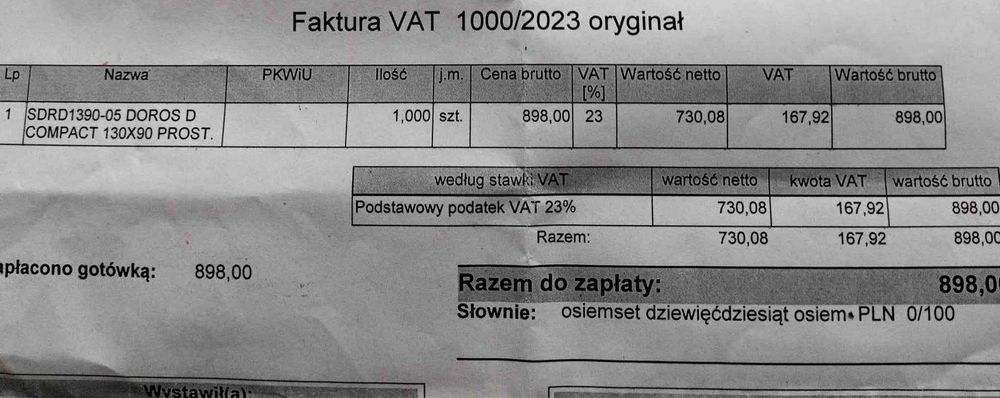 Faktura VAT 1000/2023 oryginał
Lp Nazwa PKWiU Ilość j.m. Cena brutto VAT [%] Wartość netto VAT Wartość brutto
1 SDRD1390-05 DOROS D COMPACT 130X90 PROST. 1,000 szt. 898,00 23 730,08 167,92 898,00
według stawki VAT wartość netto kwota VAT wartość brutto
Podstawowy podatek VAT 23% 730,08 167,92 898,00
Razem: 730,08 167,92 898,00
apłacono gotówką: 898,00
Razem do zapłaty: 898,00
Słownie: osiemset dziewięćdziesiąt osiem PLN 0/100
Wystawił(a):